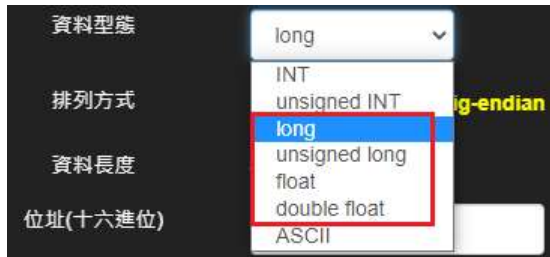 資料型態
long
INT
排列方式
unsigned INT
ig-endian
long
資料長度
unsigned long
float
double float
位址(十六進位)
ASCII